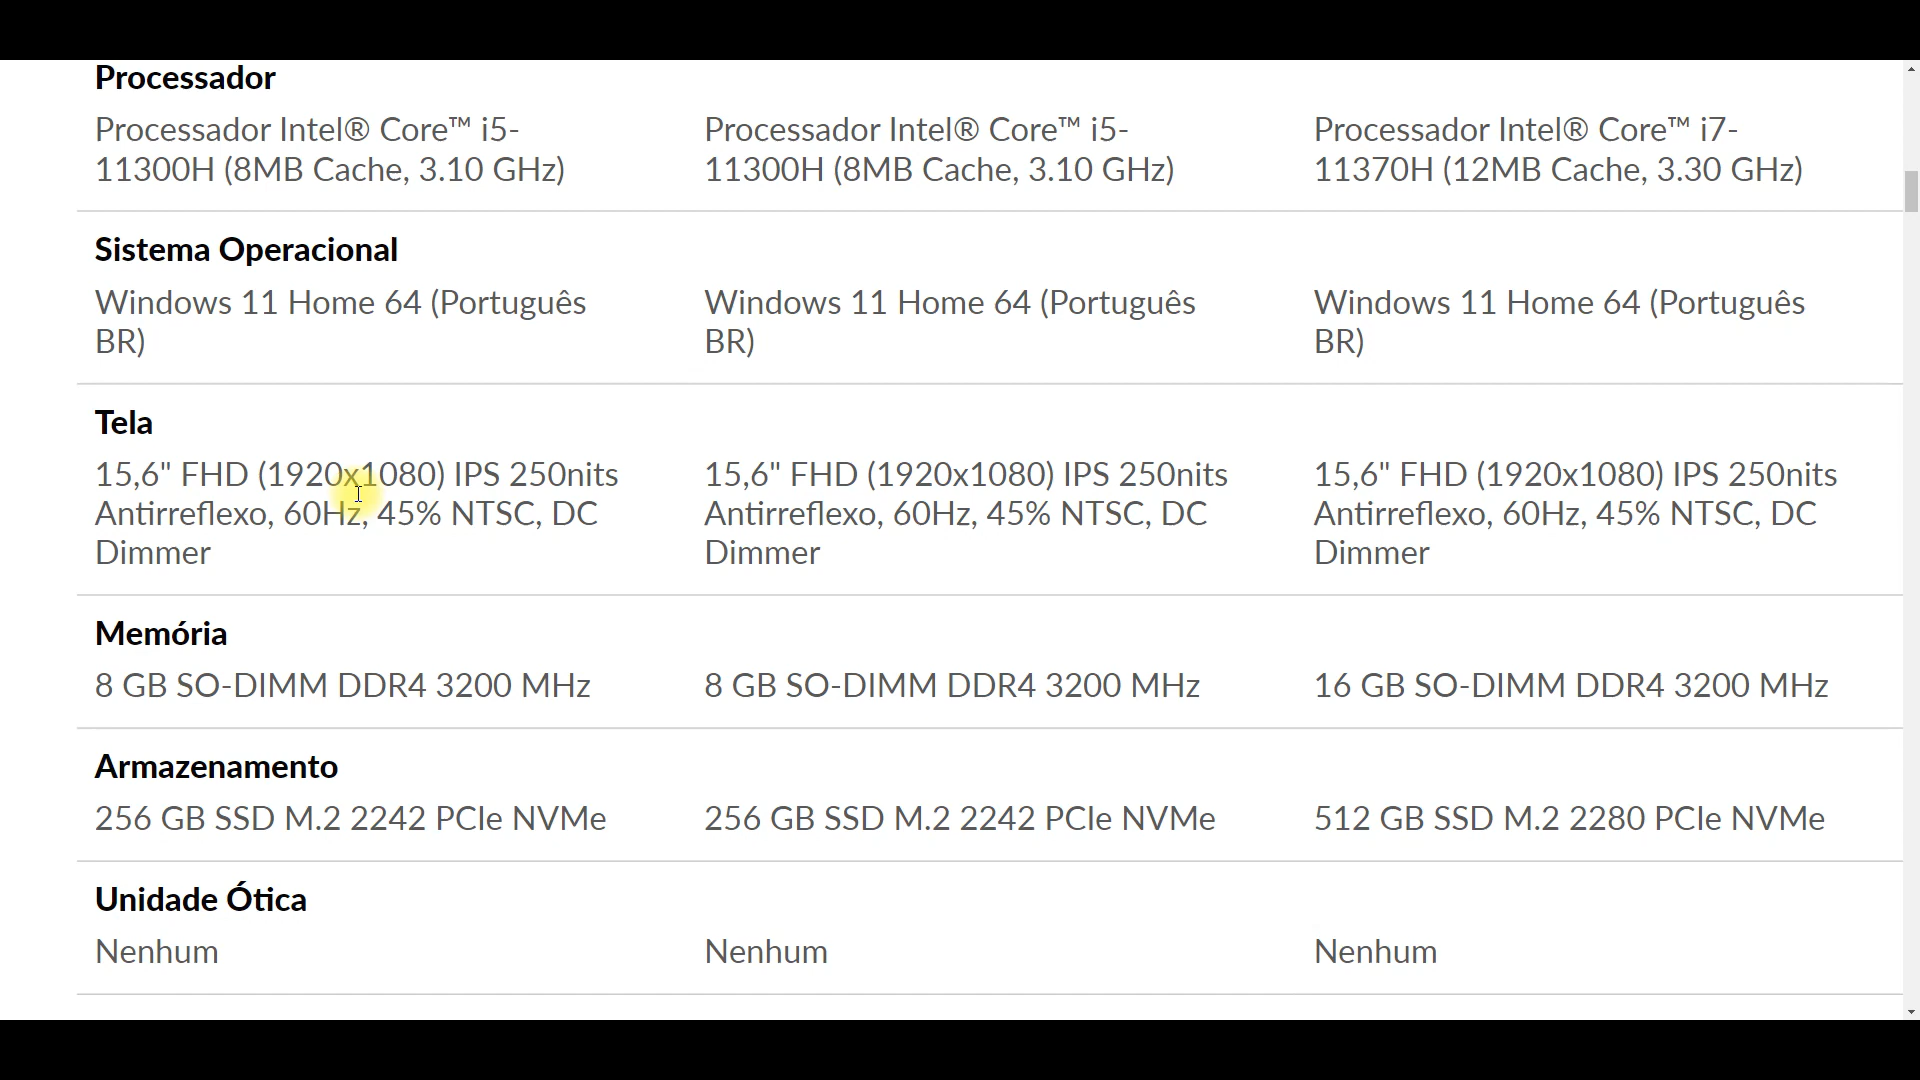 Processador
Processador Intel® Core™ i5-
11300H (8MB Cache, 3.10 GHz)
Processador Intel® Core™ i5-
11300H (8MB Cache, 3.10 GHz)
Processador Intel® Core™ i7-
11370H (12MB Cache, 3.30 GHz)
Sistema Operacional
Windows 11 Home 64 (Português
BR)
Windows 11 Home 64 (Português
BR)
Windows 11 Home 64 (Português
BR)
Tela
15,6" FHD (1920x1080) IPS 250nits
Antirreflexo, 60Hz, 45% NTSC, DC
Dimmer
15,6" FHD (1920x1080) IPS 250nits
Antirreflexo, 60Hz, 45% NTSC, DC
Dimmer
15,6" FHD (1920x1080) IPS 250nits
Antirreflexo, 60Hz, 45% NTSC, DC
Dimmer
Memória
8 GB SO-DIMM DDR4 3200 MHz
8 GB SO-DIMM DDR4 3200 MHz
16 GB SO-DIMM DDR4 3200 MHz
Armazenamento
256 GB SSD M.2 2242 PCIe NVMe
256 GB SSD M.2 2242 PCIe NVMe
512 GB SSD M.2 2280 PCIe NVMe
Unidade Ótica
Nenhum
Nenhum
Nenhum